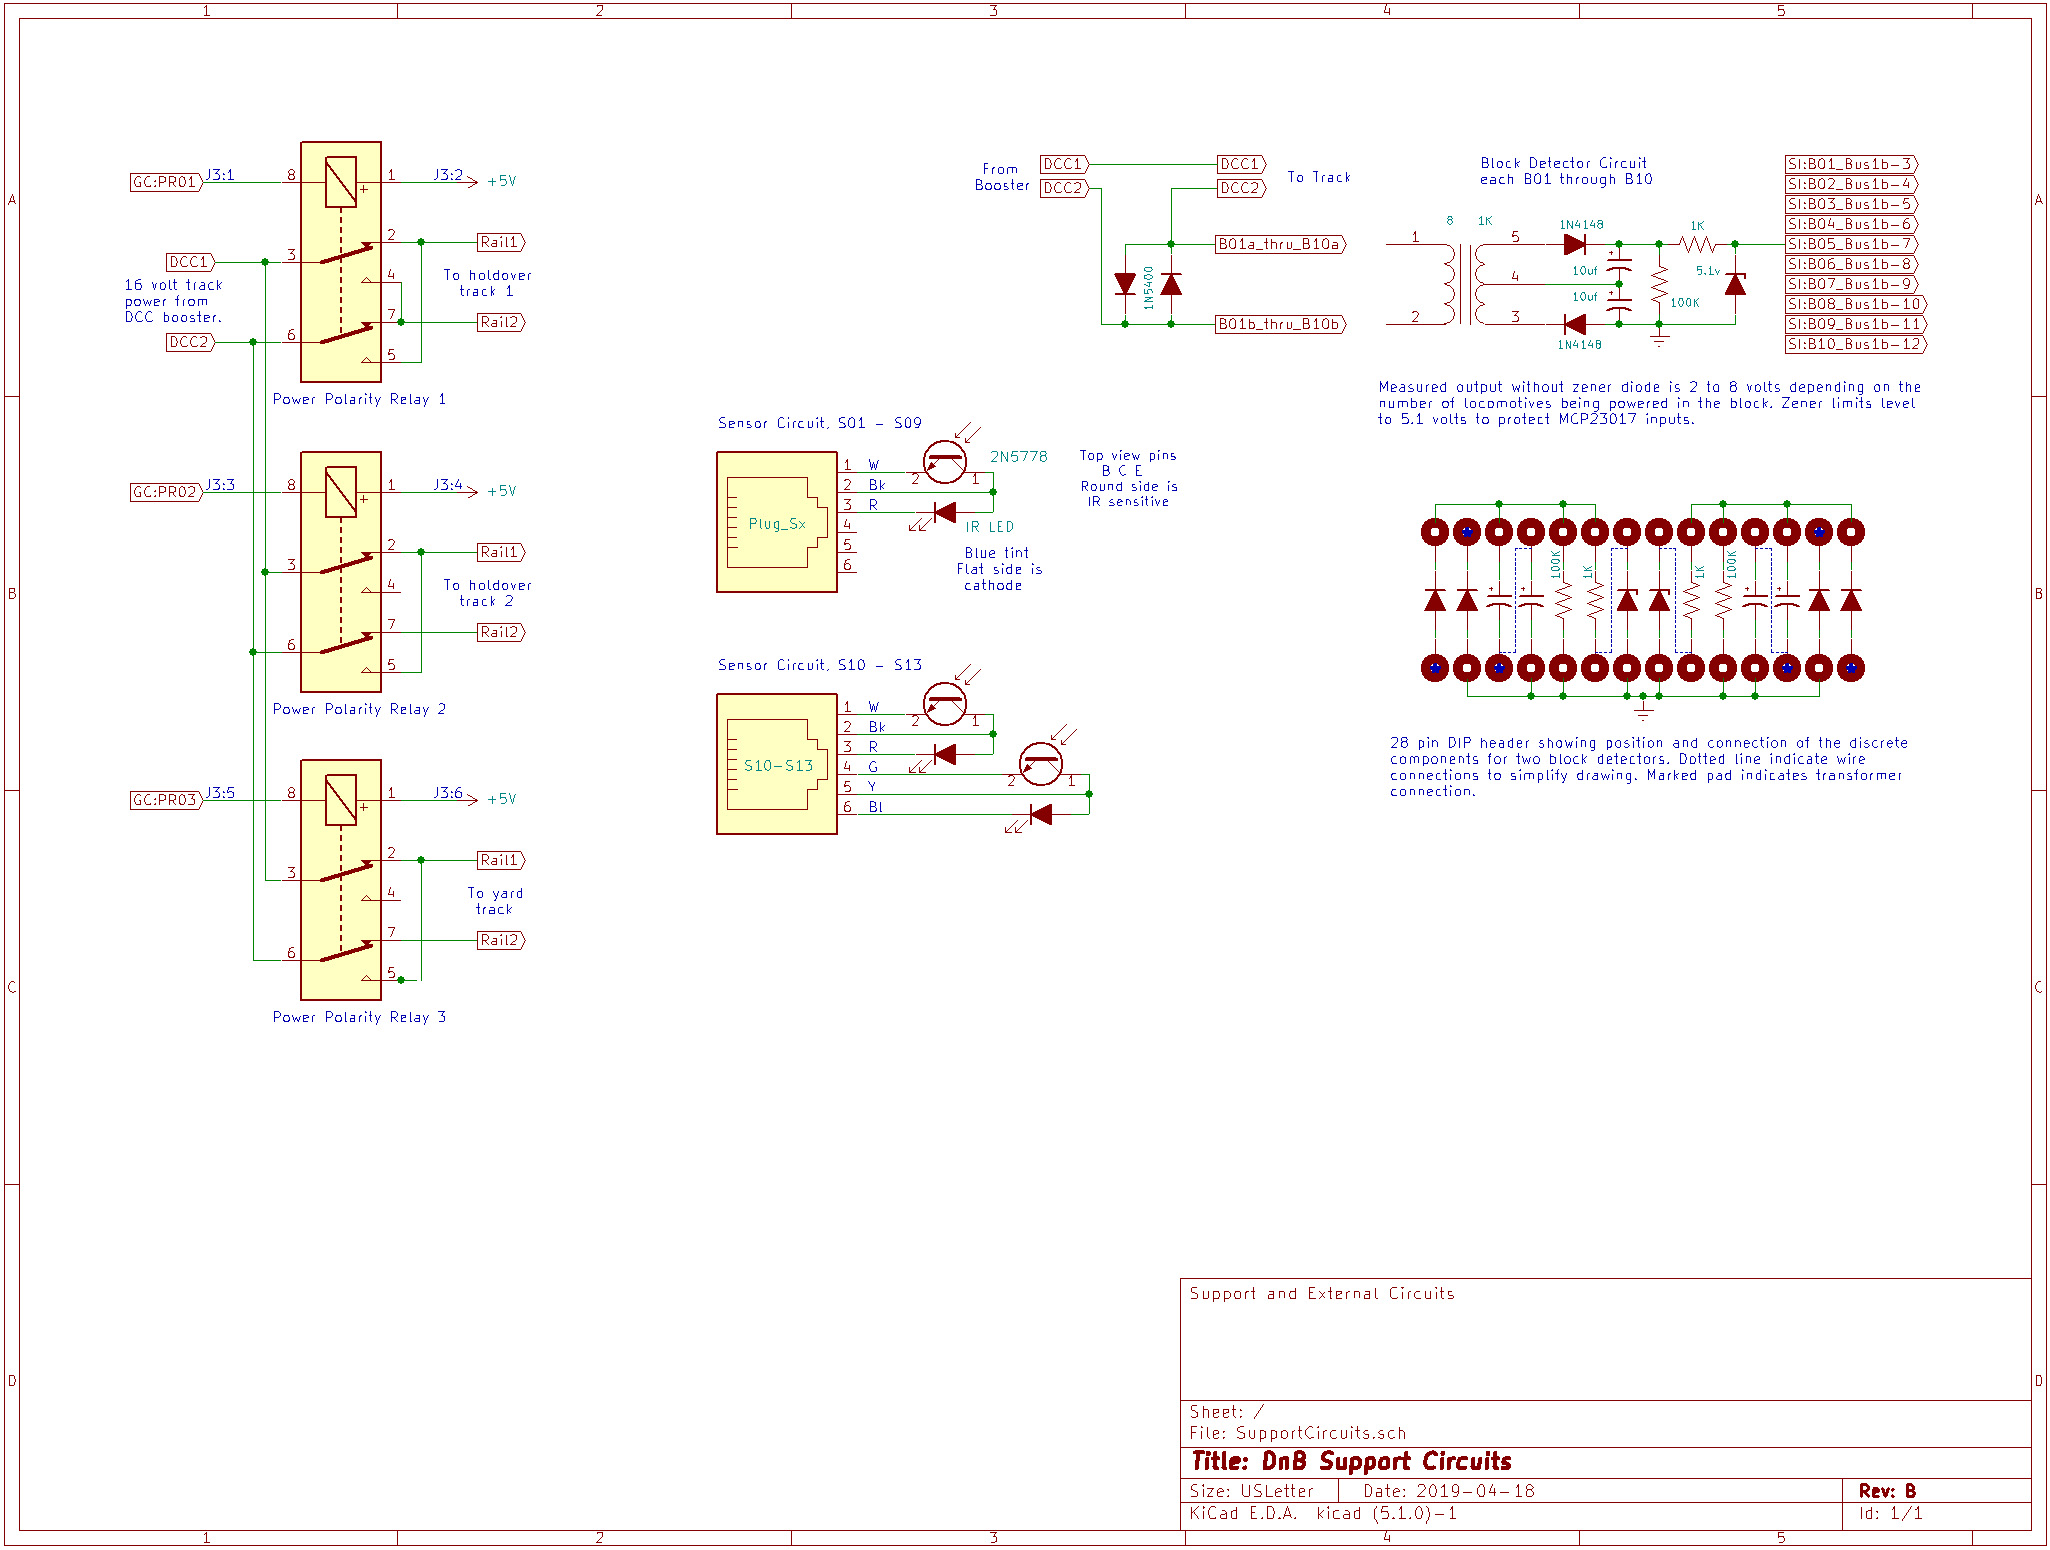 1 2 3 4 5
A
A
GC:PR01 J3:1 8 1 J3:2 +5V
+
2 Rail1
DCC1 3
4
To holdover
track 1
16 volt track
power from
DCC booster.
7 Rail2
DCC2 6
5
Power Polarity Relay 1
GC:PR02 J3:3 8 1 J3:4 +5V
+
2 Rail1
3
4
To holdover
track 2
7 Rail2
6
5
Power Polarity Relay 2
GC:PR03 J3:5 8 1 J3:6 +5V
+
2 Rail1
3
4
To yard
track
7 Rail2
6
5
Power Polarity Relay 3
Sensor Circuit, S01 - S09
Plug_Sx
1 W
2 Bk
3 R
4
5
6
2 1
2N5778
IR LED
Blue tint
Flat side is
cathode
Top view pins
B C E
Round side is
IR sensitive
Sensor Circuit, S10 - S13
S10-S13
1 W
2 Bk
3 R
4 G
5 Y
6 Bl
2 1
2 1
From
Booster
DCC1 DCC1
DCC2 DCC2
To Track
1N5400
B01a_thru_B10a
B01b_thru_B10b
Block Detector Circuit
each B01 through B10
8 1K
1 5
4
2 3
1N4148
+
10uf
+
10uf
1N4148
100K
1K
5.1v
SI:B01_Bus1b-3
SI:B02_Bus1b-4
SI:B03_Bus1b-5
SI:B04_Bus1b-6
SI:B05_Bus1b-7
SI:B06_Bus1b-8
SI:B07_Bus1b-9
SI:B08_Bus1b-10
SI:B09_Bus1b-11
SI:B10_Bus1b-12
Measured output without zener diode is 2 to 8 volts depending on the
number of locomotives being powered in the block. Zener limits level
to 5.1 volts to protect MCP23017 inputs.
+ + 100K 1K 1K 100K + +
28 pin DIP header showing position and connection of the discrete
components for two block detectors. Dotted line indicate wire
connections to simplify drawing. Marked pad indicates transformer
connection.
B
B
C
C
D
D
Support and External Circuits
Sheet: /
File: SupportCircuits.sch
Title: DnB Support Circuits
Size: USLetter Date: 2019-04-18 Rev: B
KiCad E.D.A. kicad (5.1.0)-1 Id: 1/1
1 2 3 4 5